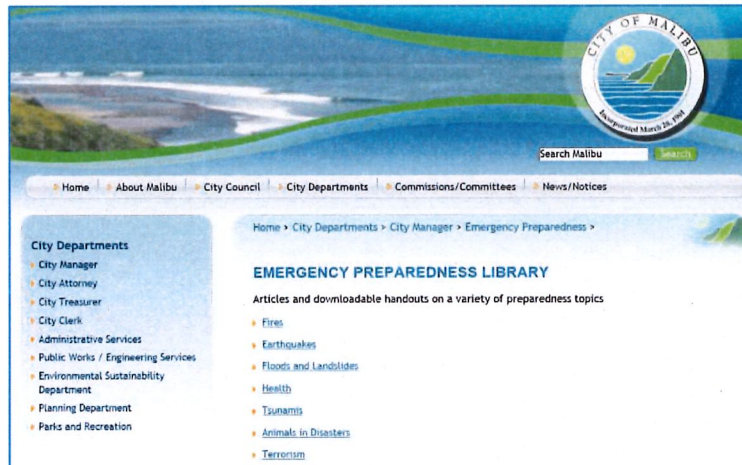 CITY OF MALIBU
Incorporated March 28, 1991
Search Malibu Search
Home About Malibu City Council City Departments Commissions/Committees News/Notices
City Departments
City Manager
City Attorney
City Treasurer
City Clerk
Administrative Services
Public Works / Engineering Services
Environmental Sustainability
Department
Planning Department
Parks and Recreation
Home > City Departments > City Manager > Emergency Preparedness >
EMERGENCY PREPAREDNESS LIBRARY
Articles and downloadable handouts on a variety of preparedness topics
Fires
Earthquakes
Floods and Landslides
Health
Tsunamis
Animals in Disasters
Terrorism